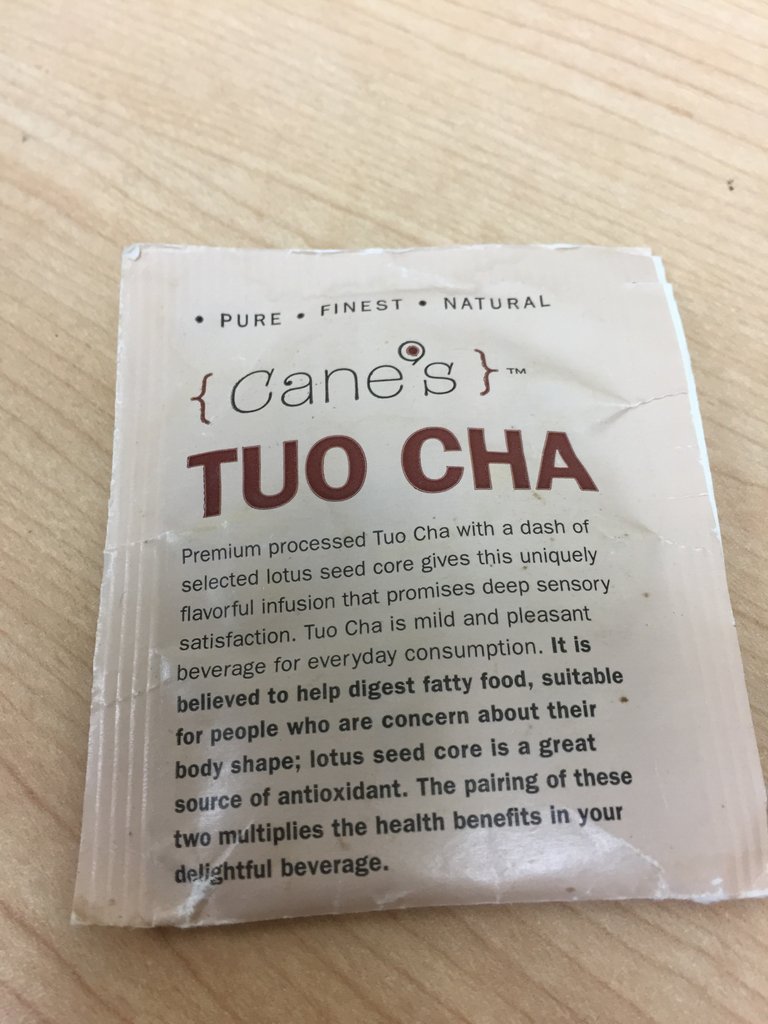 • PURE • FINEST • NATURAL
{ Cane's }™
TUO CHA
Premium processed Tuo Cha with a dash of
selected lotus seed core gives this uniquely
flavorful infusion that promises deep sensory
satisfaction. Tuo Cha is mild and pleasant
beverage for everyday consumption. It is
believed to help digest fatty food, suitable
for people who are concern about their
body shape; lotus seed core is a great
source of antioxidant. The pairing of these
two multiplies the health benefits in your
delightful beverage.